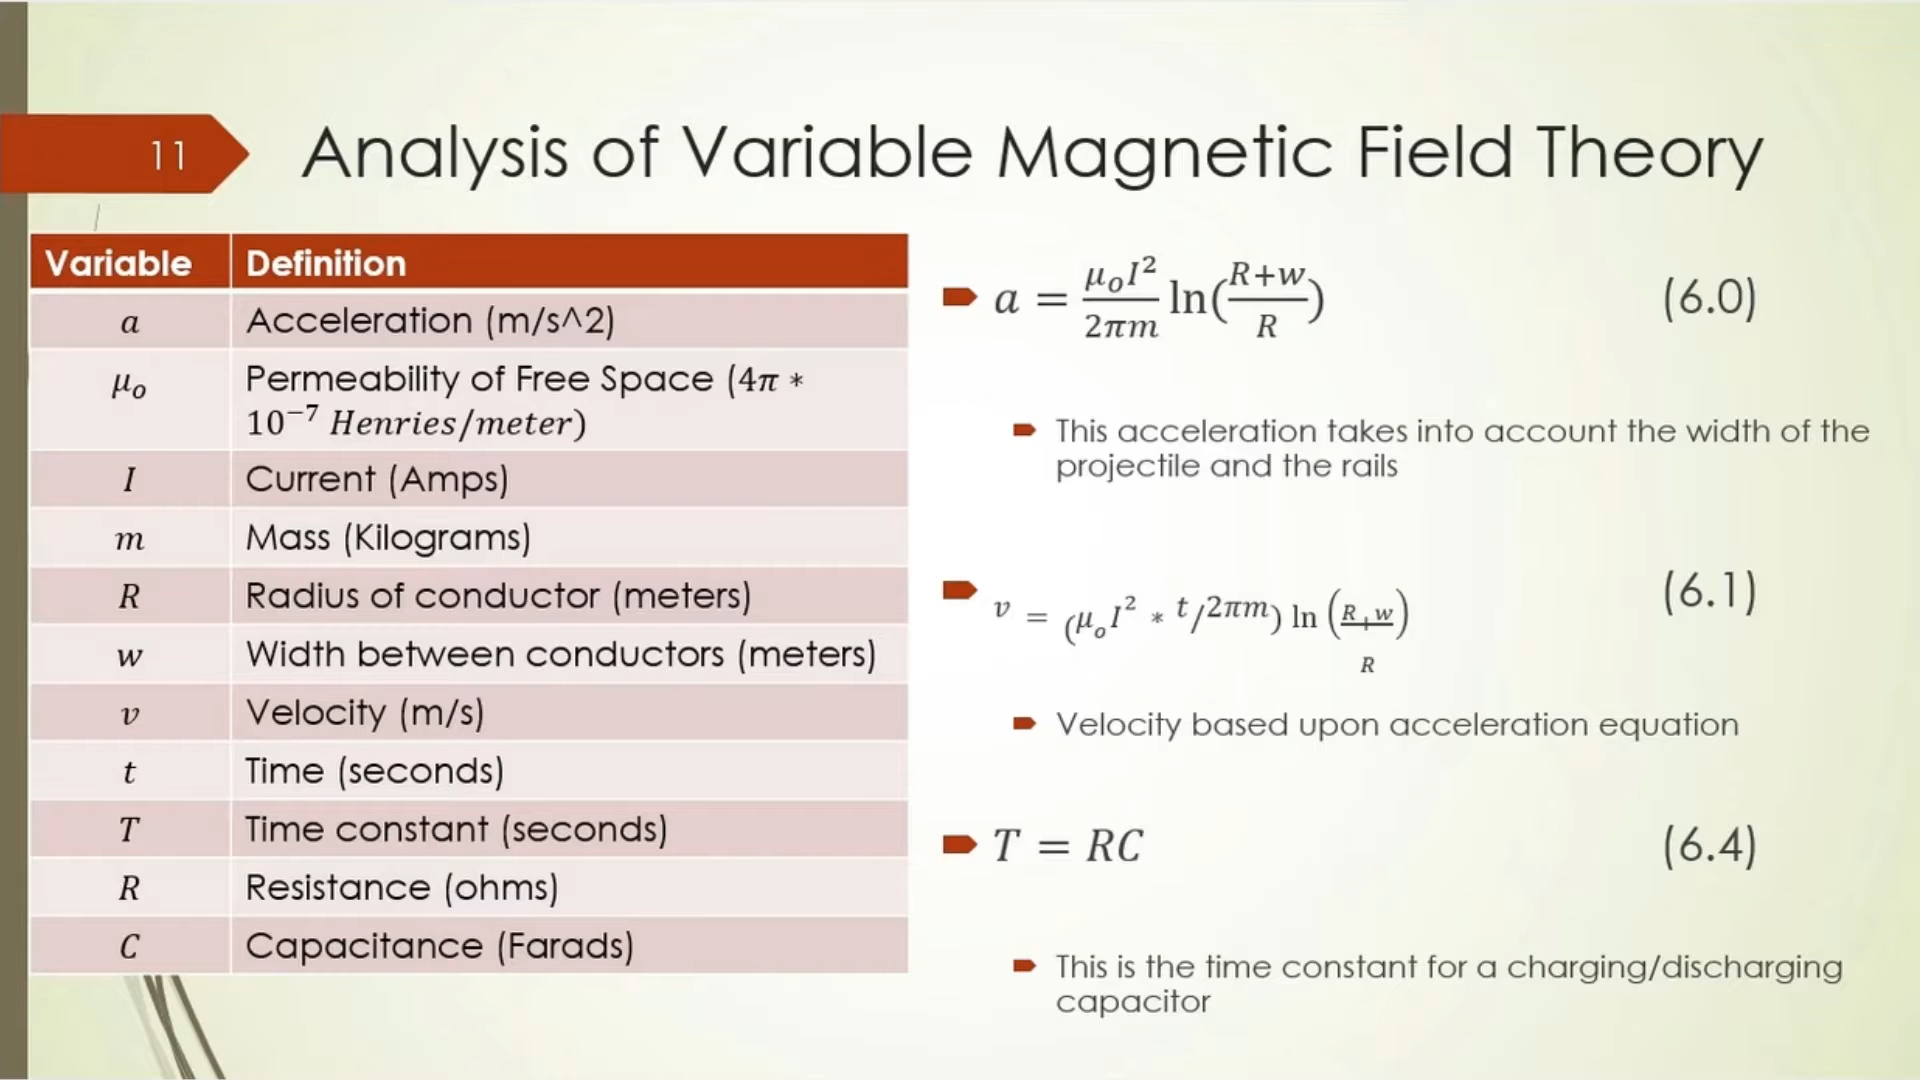 11
Analysis of Variable Magnetic Field Theory
Variable Definition
a Acceleration (m/s^2)
μₒ Permeability of Free Space (4π *
10⁻⁷ Henries/meter)
I Current (Amps)
m Mass (Kilograms)
R Radius of conductor (meters)
w Width between conductors (meters)
v Velocity (m/s)
t Time (seconds)
T Time constant (seconds)
R Resistance (ohms)
C Capacitance (Farads)
a = μₒI²/2πm ln(R+w/R) (6.0)
This acceleration takes into account the width of the
projectile and the rails
v = (μₒI² * t/2πm) ln (R+w/R) (6.1)
Velocity based upon acceleration equation
T = RC (6.4)
This is the time constant for a charging/discharging
capacitor